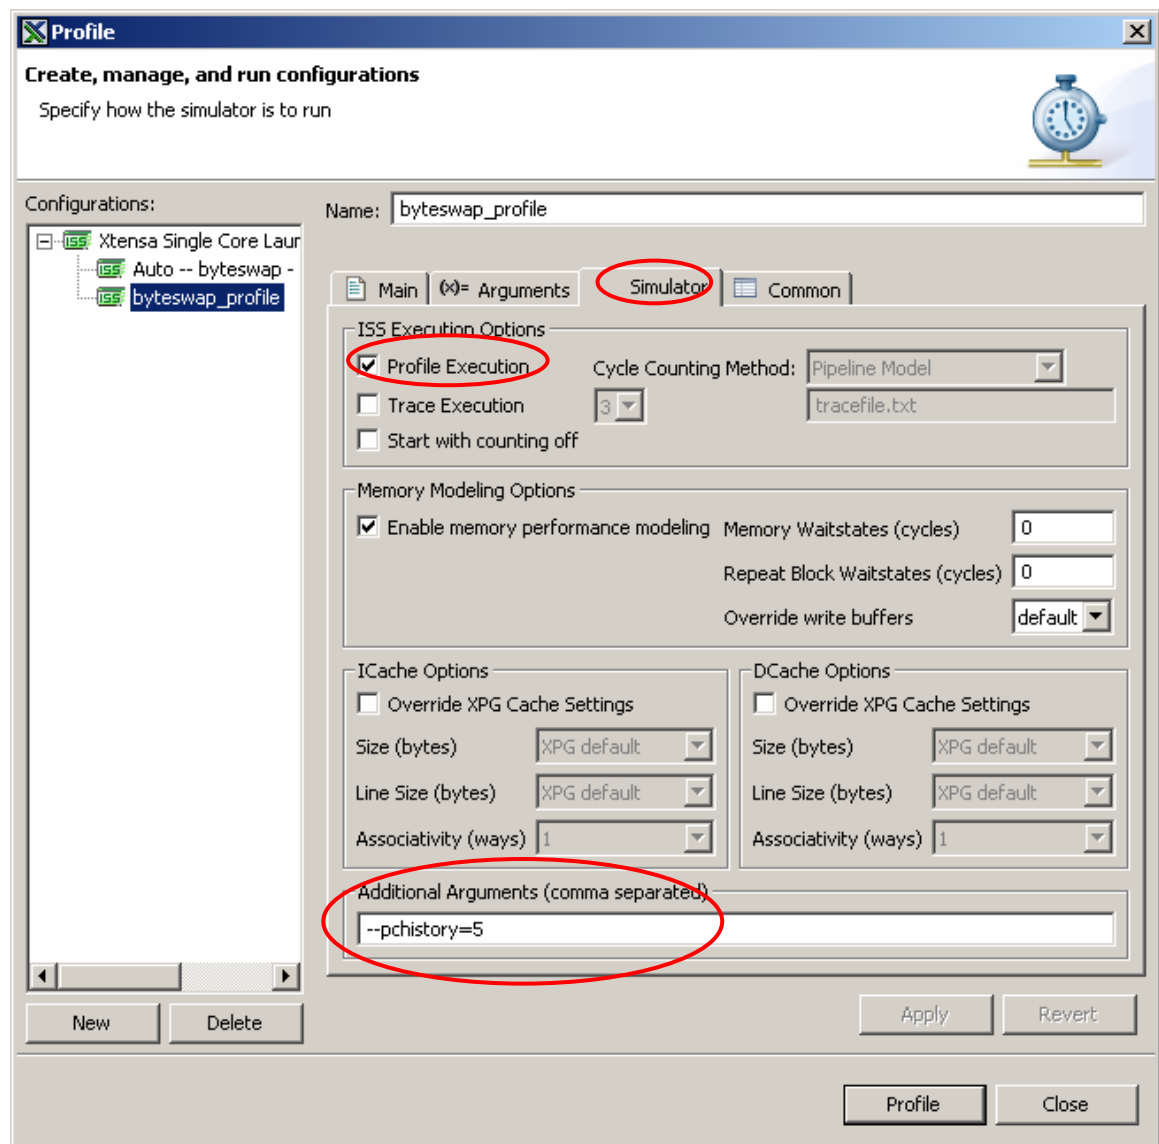 Profile
Create, manage, and run configurations
Specify how the simulator is to run
Configurations:
Name: byteswap_profile
Xtensa Single Core Laur
Auto -- byteswap -
byteswap_profile
Main (x)= Arguments Simulator Common
ISS Execution Options
Profile Execution Cycle Counting Method: Pipeline Model
Trace Execution 3 tracefile.txt
Start with counting off
Memory Modeling Options
Enable memory performance modeling Memory Waitstates (cycles) 0
Repeat Block Waitstates (cycles) 0
Override write buffers default
ICache Options DCache Options
Override XPG Cache Settings Override XPG Cache Settings
Size (bytes) XPG default Size (bytes) XPG default
Line Size (bytes) XPG default Line Size (bytes) XPG default
Associativity (ways) 1 Associativity (ways) 1
Additional Arguments (comma separated)
--pchistory=5
New Delete Apply Revert
Profile Close